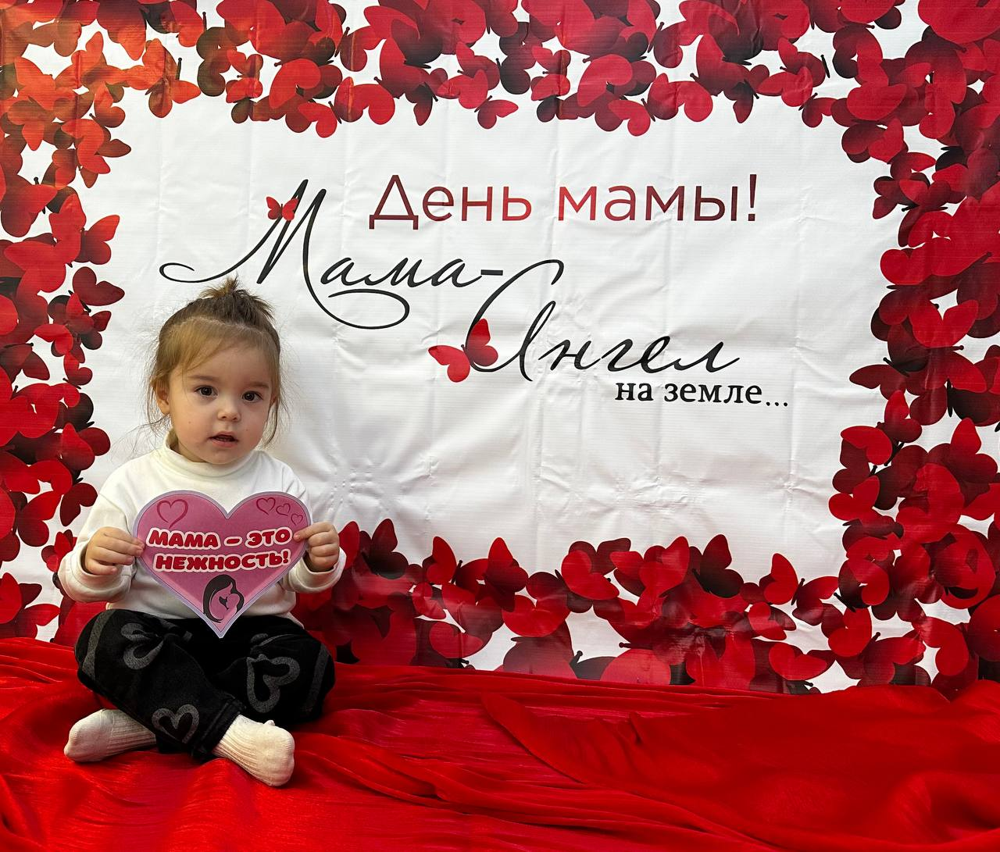 День мамы!
Мама-
Ангел
на земле...
МАМА – ЭТО
НЕЖНОСТЬ!